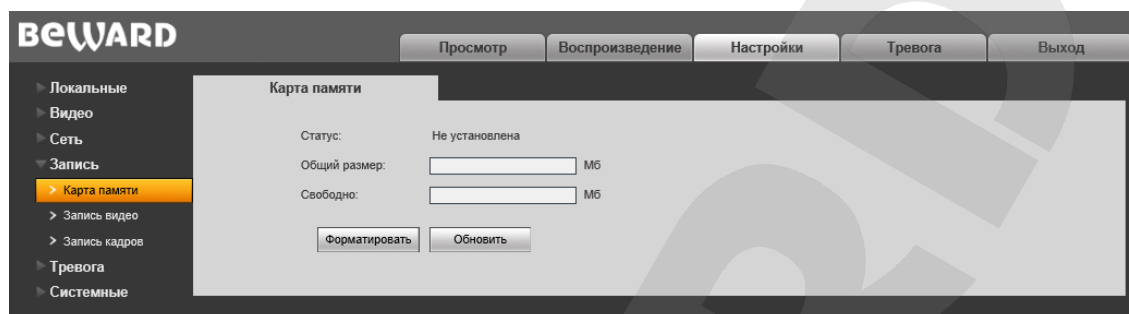 BEWARD
Просмотр Воспроизведение Настройки Тревога Выход
Локальные
Видео
Сеть
Запись
> Карта памяти
> Запись видео
> Запись кадров
Тревога
Системные
Карта памяти
Статус: Не установлена
Общий размер: Мб
Свободно: Мб
Форматировать Обновить